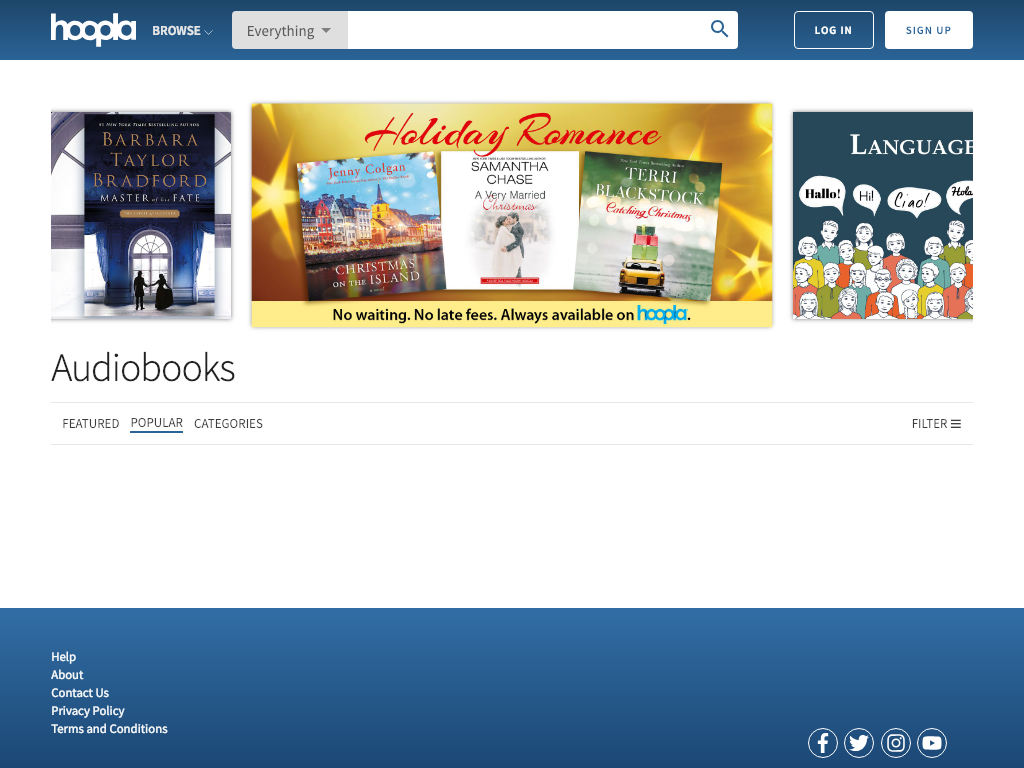 hoopla
BROWSE
Everything
LOG IN
SIGN UP
#1 NEW YORK TIMES BESTSELLING AUTHOR
BARBARA
TAYLOR
BRADFORD
MASTER of his FATE
Holiday Romance
Jenny Colgan
CHRISTMAS
ON THE ISLAND
SAMANTHA
CHASE
A Very Married
Christmas
TERRI
BLACKSTOCK
Catching Christmas
No waiting. No late fees. Always available on hoopla.
LANGUAGE
Hallo!
Hi!
Ciao!
Hola
Audiobooks
FEATURED
POPULAR
CATEGORIES
FILTER
Help
About
Contact Us
Privacy Policy
Terms and Conditions